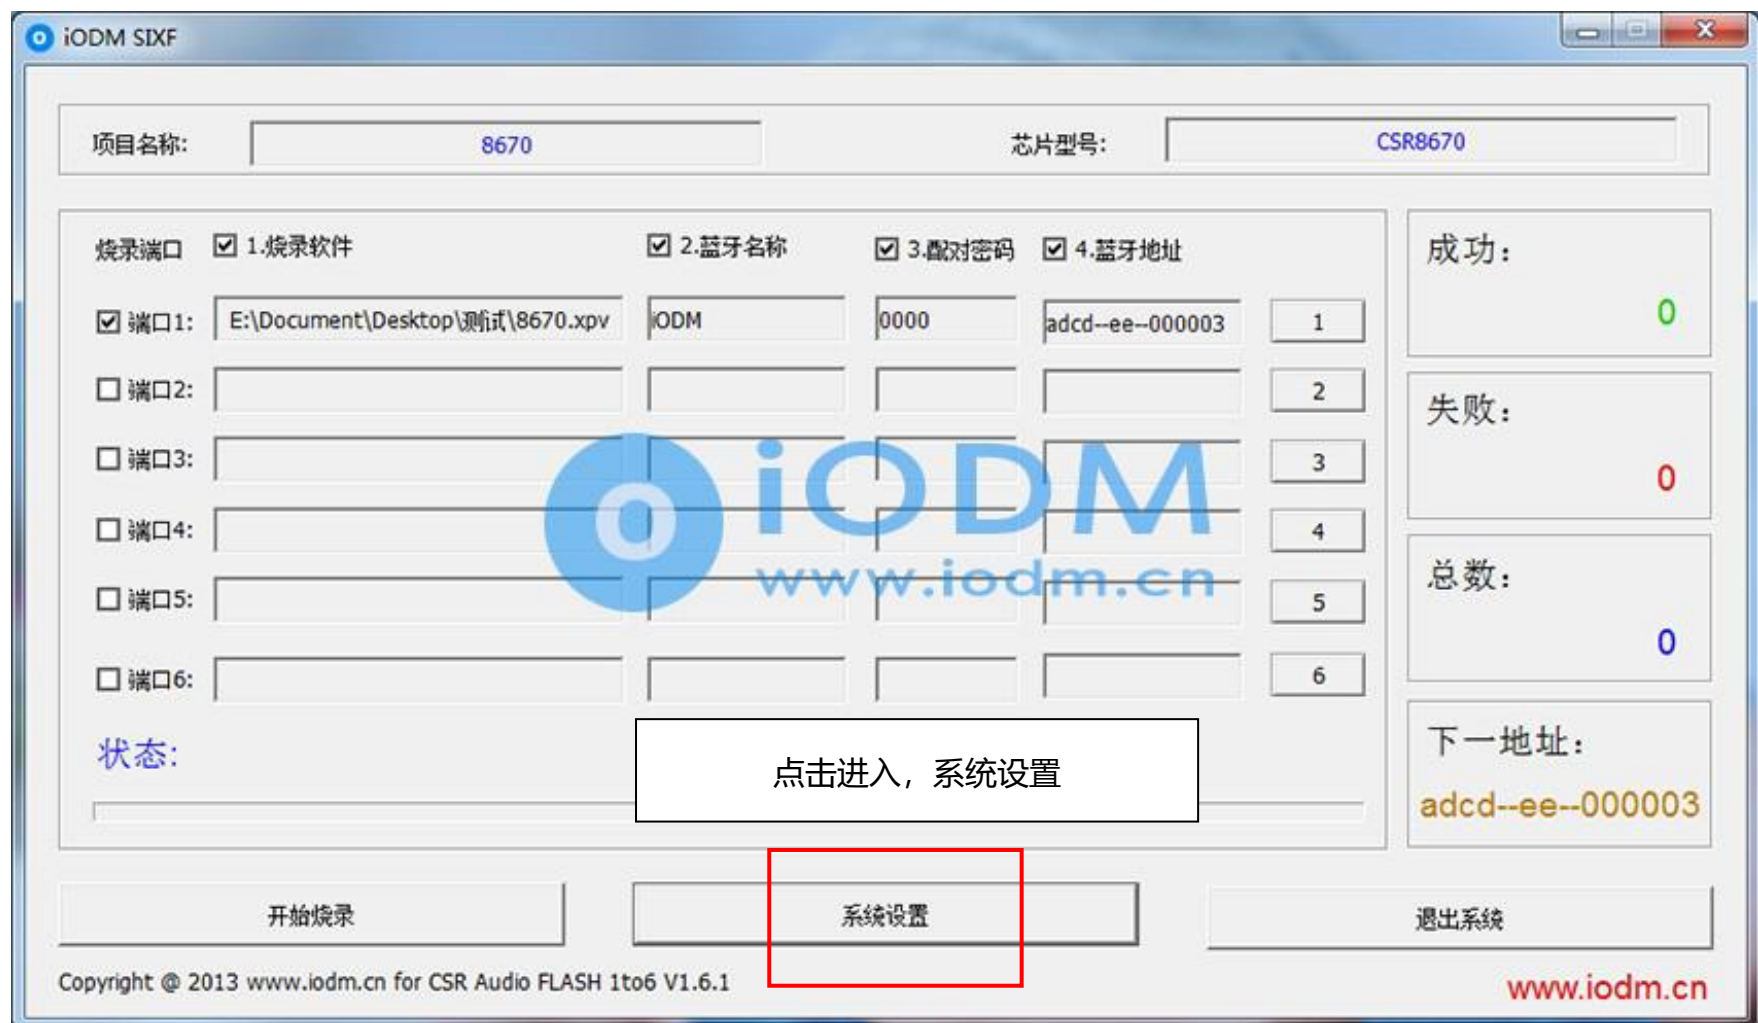 iODM SIXF
项目名称: 8670 芯片型号: CSR8670
烧录端口 1.烧录软件 2.蓝牙名称 3.配对密码 4.蓝牙地址
端口1: E:\Document\Desktop\测试\8670.xpv iODM 0000 adcd--ee--000003 1
端口2: 2
端口3: 3
端口4: 4
端口5: 5
端口6: 6
iODM
www.iodm.cn
状态:
点击进入，系统设置
成功:
0
失败:
0
总数:
0
下一地址:
adcd--ee--000003
开始烧录 系统设置 退出系统
Copyright @ 2013 www.iodm.cn for CSR Audio FLASH 1to6 V1.6.1
www.iodm.cn